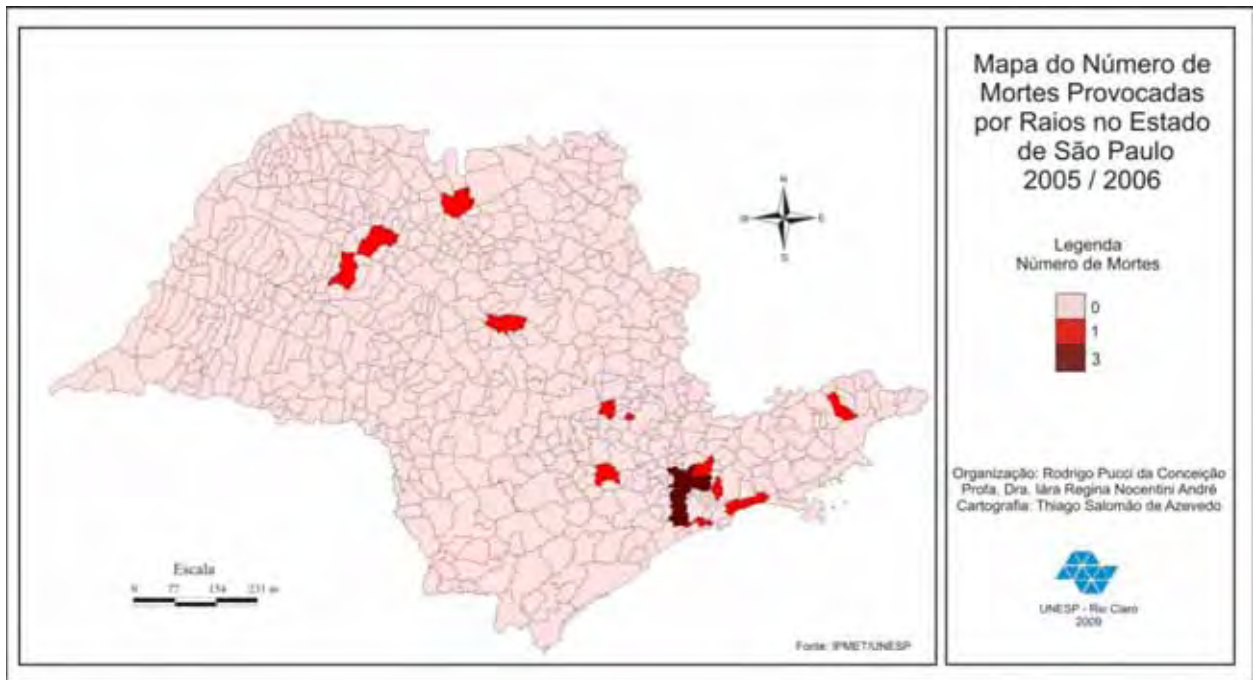 Mapa do Número de
Mortes Provocadas
por Raios no Estado
de São Paulo
2005 / 2006
N
W
E
S
Legenda
Número de Mortes
0
1
3
Organização: Rodrigo Pucci da Conceição
Profa. Dra. Iára Regina Nocentini André
Cartografia: Thiago Salomão de Azevedo
UNESP - Rio Claro
2009
Escala
77 154 231
Fonte: IPMET/UNESP